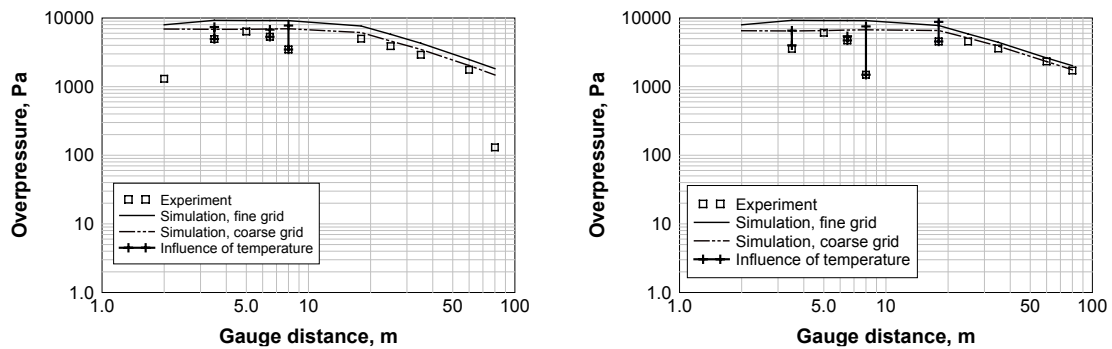 10000
1000
100
10
1.0
Overpressure, Pa
Experiment
Simulation, fine grid
Simulation, coarse grid
Influence of temperature
1.0 5.0 10 50 100
Gauge distance, m
10000
1000
100
10
1.0
Overpressure, Pa
Experiment
Simulation, fine grid
Simulation, coarse grid
Influence of temperature
1.0 5.0 10 50 100
Gauge distance, m